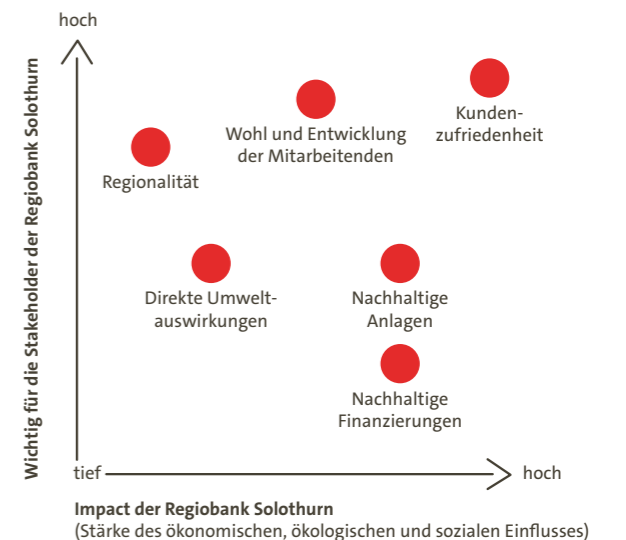 hoch
Wichtig für die Stakeholder der Regiobank Solothurn
Kunden-
zufriedenheit
Wohl und Entwicklung
der Mitarbeitenden
Regionalität
Direkte Umwelt-
auswirkungen
Nachhaltige
Anlagen
Nachhaltige
Finanzierungen
tief
hoch
Impact der Regiobank Solothurn
(Stärke des ökonomischen, ökologischen und sozialen Einflusses)